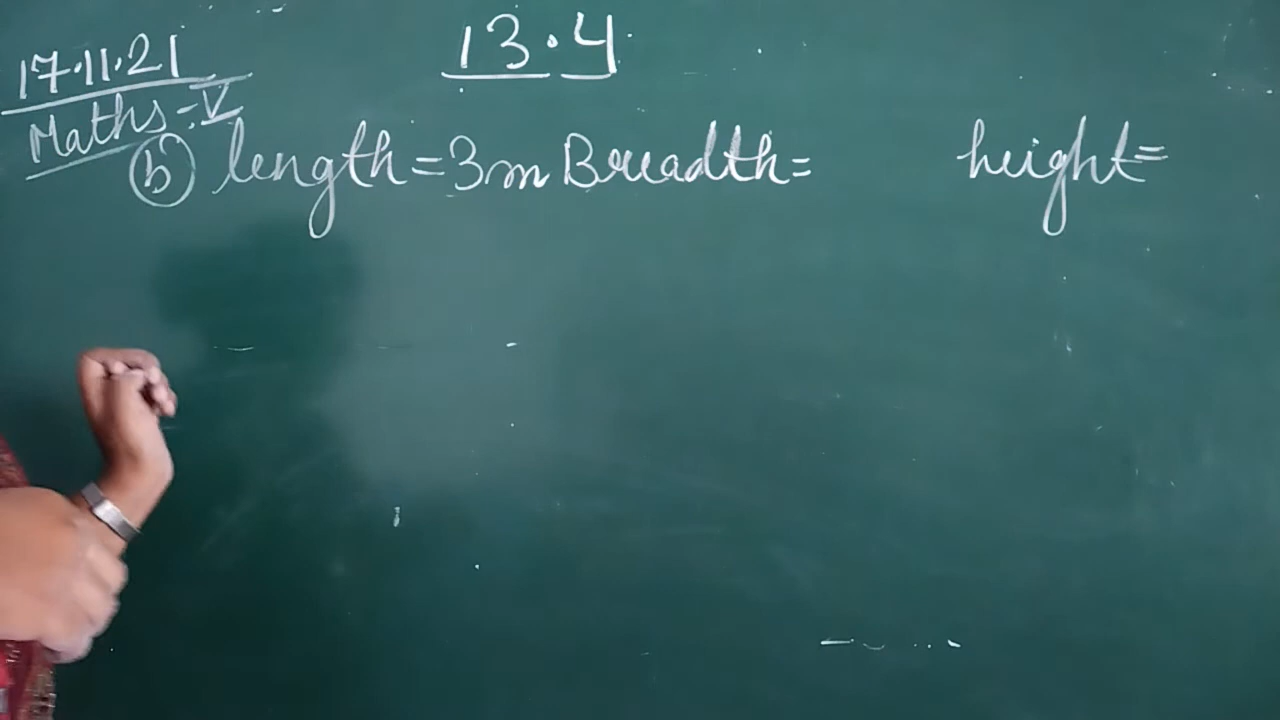 13.4
17.11.21
Maths - V
(b) length = 3m Breadth = height =